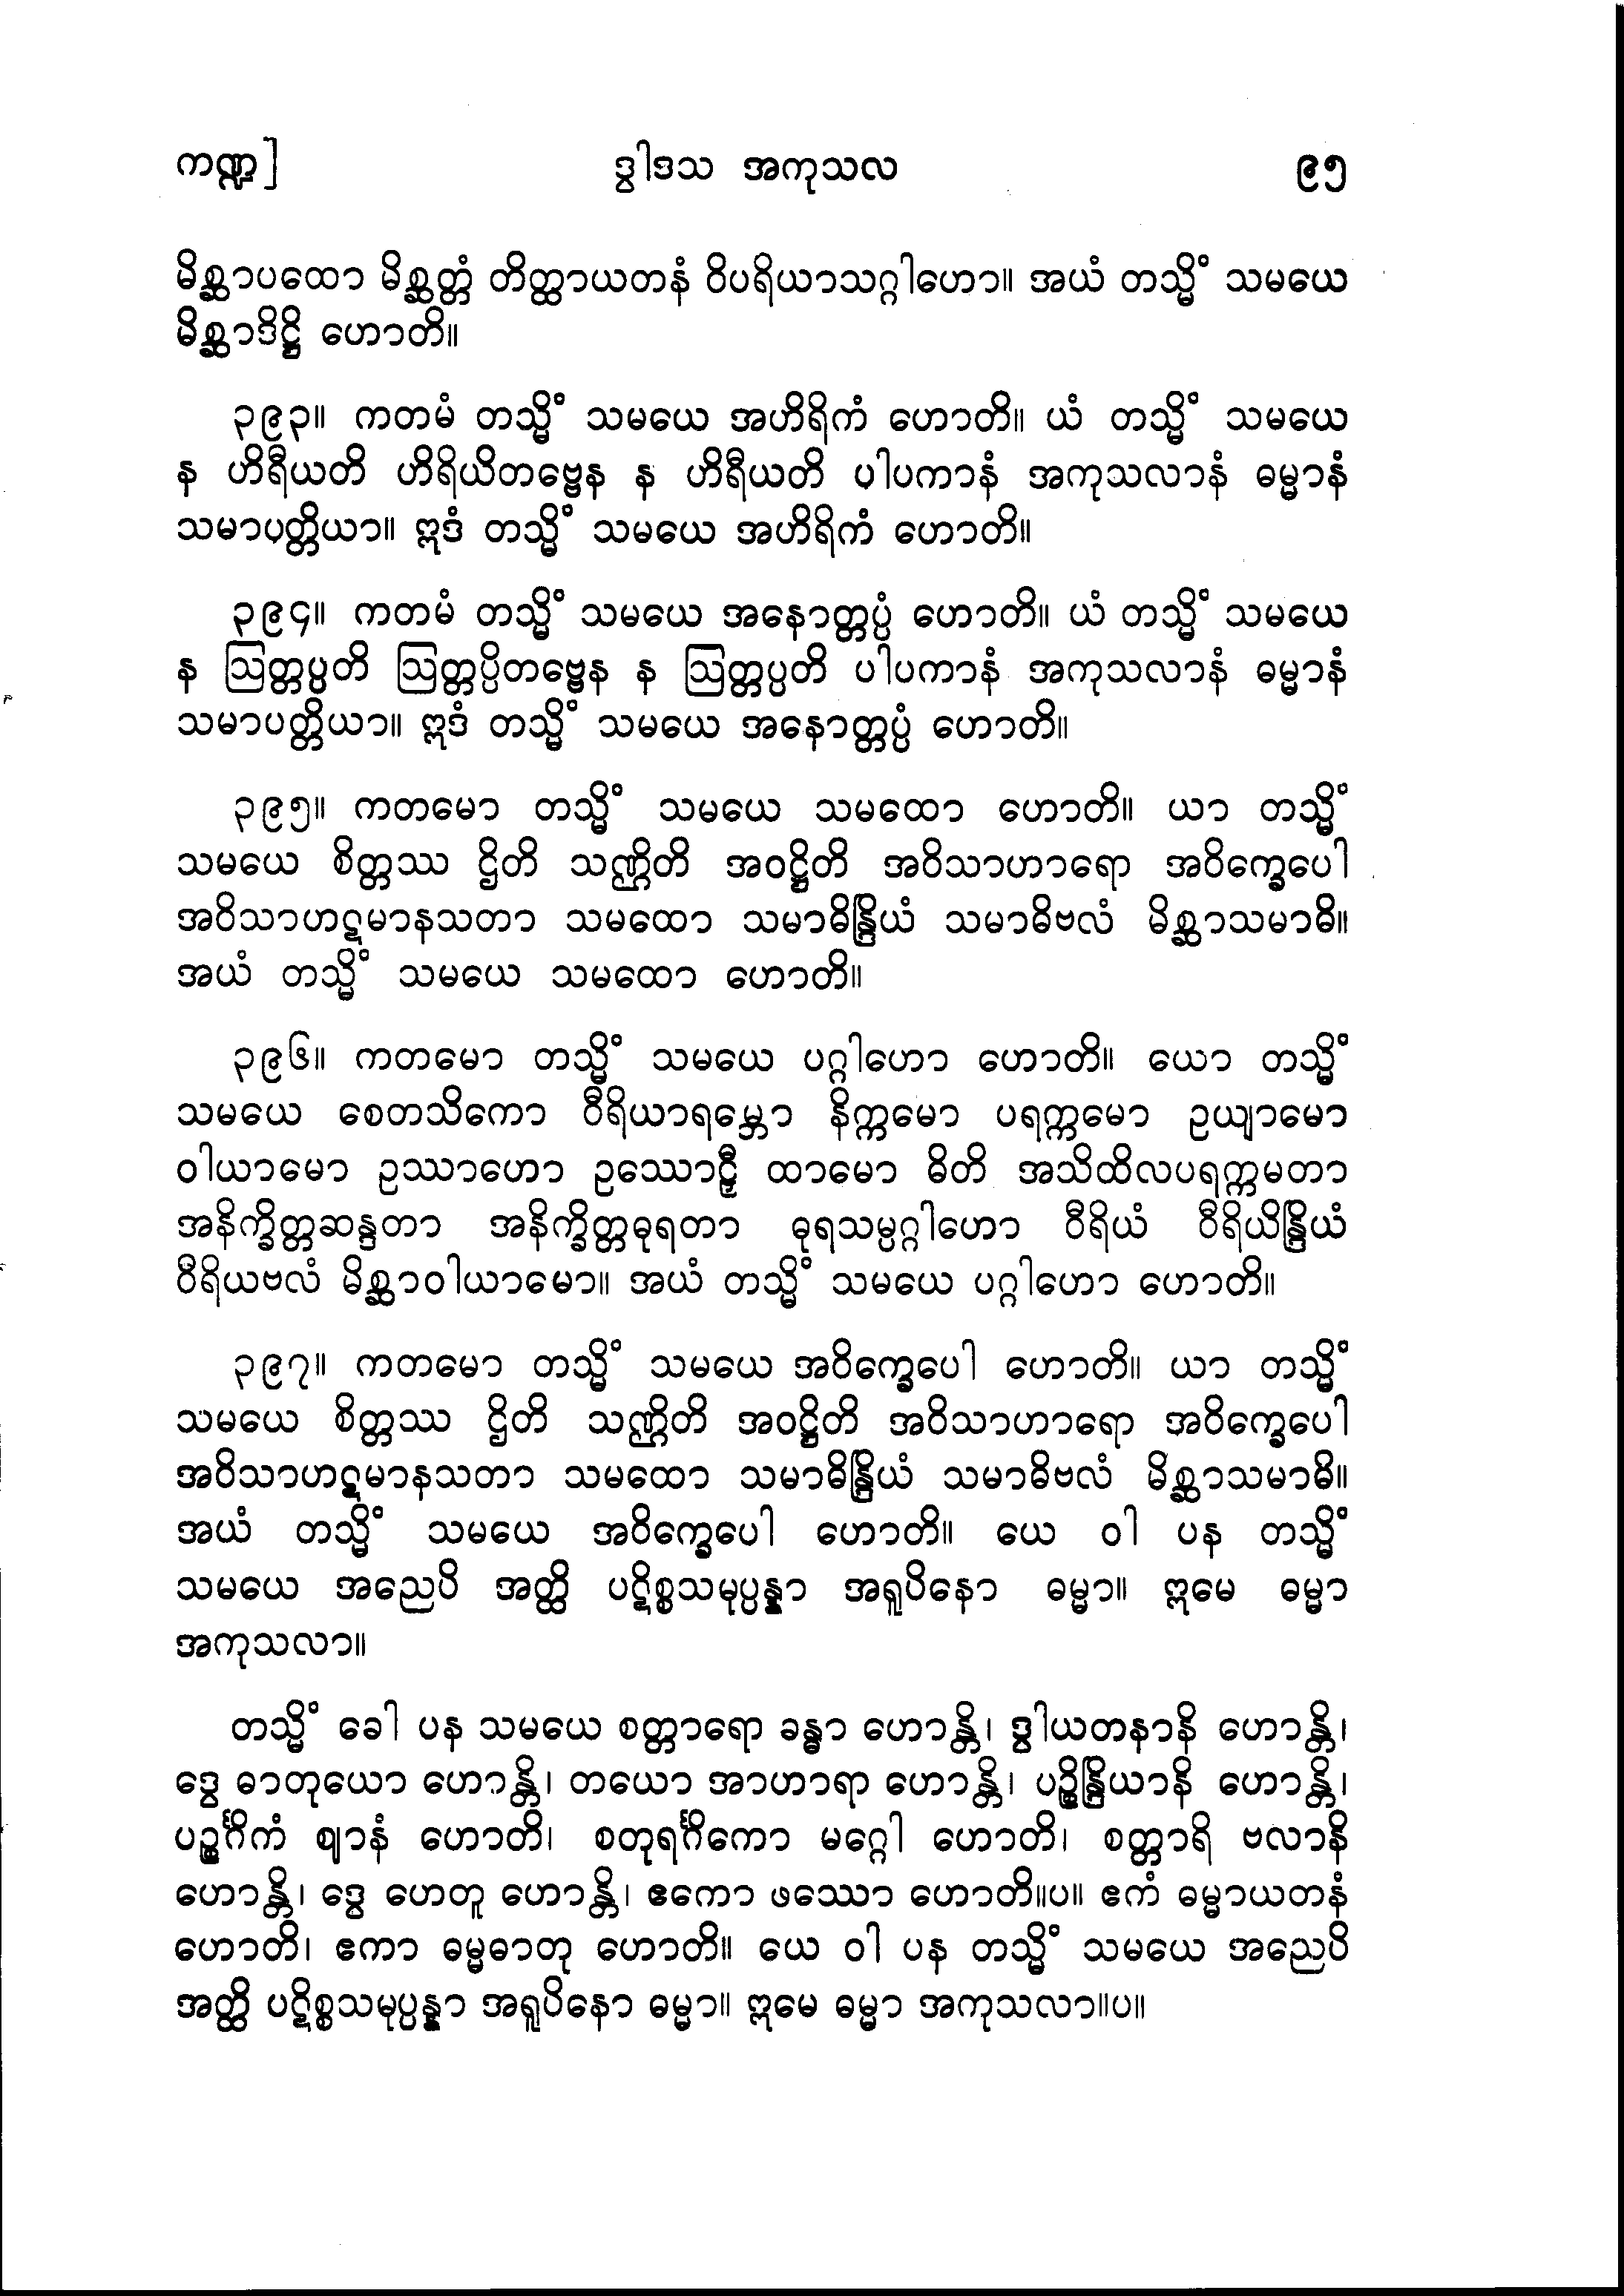 ကဏ္ဍ] ဒွါဒသ အကုသလ ၉၅
မိစ္ဆာပထော မိစ္ဆတ္တံ တိတ္ထာယတနံ ဝိပရိယာသဂ္ဂါဟော။ အယံ တသ္မိံ သမယေ
မိစ္ဆာဒိဋ္ဌိ ဟောတိ။
၃၉၃။ ကတမံ တသ္မိံ သမယေ အဟိရိကံ ဟောတိ။ ယံ တသ္မိံ သမယေ
န ဟိရီယတိ ဟိရိယိတဗ္ဗေန န ဟိရီယတိ ပါပကာနံ အကုသလာနံ ဓမ္မာနံ
သမာပတ္တိယာ။ ဣဒံ တသ္မိံ သမယေ အဟိရိကံ ဟောတိ။
၃၉၄။ ကတမံ တသ္မိံ သမယေ အနောတ္တပ္ပံ ဟောတိ။ ယံ တသ္မိံ သမယေ
န ဩတ္တပ္ပတိ ဩတ္တပ္ပိတဗ္ဗေန န ဩတ္တပ္ပတိ ပါပကာနံ အကုသလာနံ ဓမ္မာနံ
သမာပတ္တိယာ။ ဣဒံ တသ္မိံ သမယေ အနောတ္တပ္ပံ ဟောတိ။
၃၉၅။ ကတမော တသ္မိံ သမယေ သမထော ဟောတိ။ ယာ တသ္မိံ
သမယေ စိတ္တဿ ဌိတိ သဏ္ဌိတိ အဝဋ္ဌိတိ အဝိသာဟာရော အဝိက္ခေပေါ
အဝိသာဟဋမာနသတာ သမထော သမာဓိန္ဒြိယံ သမာဓိဗလံ မိစ္ဆာသမာဓိ။
အယံ တသ္မိံ သမယေ သမထော ဟောတိ။
၃၉၆။ ကတမော တသ္မိံ သမယေ ပဂ္ဂါဟော ဟောတိ။ ယော တသ္မိံ
သမယေ စေတသိကော ဝီရိယာရမ္ဘော နိက္ကမော ပရက္ကမော ဥယျာမော
ဝါယာမော ဥဿာဟော ဥဿောဠှီ ထာမော ဓိတိ အသိထိလပရက္ကမတာ
အနိက္ခိတ္တဆန္ဒတာ အနိက္ခိတ္တဓုရတာ ဓုရသမ္ပဂ္ဂါဟော ဝီရိယံ ဝီရိယိန္ဒြိယံ
ဝီရိယဗလံ မိစ္ဆာဝါယာမော။ အယံ တသ္မိံ သမယေ ပဂ္ဂါဟော ဟောတိ။
၃၉၇။ ကတမော တသ္မိံ သမယေ အဝိက္ခေပေါ ဟောတိ။ ယာ တသ္မိံ
သမယေ စိတ္တဿ ဌိတိ သဏ္ဌိတိ အဝဋ္ဌိတိ အဝိသာဟာရော အဝိက္ခေပေါ
အဝိသာဟဋမာနသတာ သမထော သမာဓိန္ဒြိယံ သမာဓိဗလံ မိစ္ဆာသမာဓိ။
အယံ တသ္မိံ သမယေ အဝိက္ခေပေါ ဟောတိ။ ယေ ဝါ ပန တသ္မိံ
သမယေ အညေပိ အတ္ထိ ပဋိစ္စသမုပ္ပန္နာ အရူပိနော ဓမ္မာ။ ဣမေ ဓမ္မာ
အကုသလာ။
တသ္မိံ ခေါ ပန သမယေ စတ္တာရော ခန္ဓာ ဟောန္တိ၊ ဒွါယတနာနိ ဟောန္တိ၊
ဒွေ ဓာတုယော ဟောန္တိ၊ တယော အာဟာရာ ဟောန္တိ၊ ပဉ္စိန္ဒြိယာနိ ဟောန္တိ၊
ပဉ္စင်္ဂိကံ ဈာနံ ဟောတိ၊ စတုရင်္ဂိကော မဂ္ဂေါ ဟောတိ၊ စတ္တာရိ ဗလာနိ
ဟောန္တိ၊ ဒွေ ဟေတူ ဟောန္တိ၊ ဧကော ဖဿော ဟောတိ။ပ။ ဧကံ ဓမ္မာယတနံ
ဟောတိ၊ ဧကာ ဓမ္မဓာတု ဟောတိ။ ယေ ဝါ ပန တသ္မိံ သမယေ အညေပိ
အတ္ထိ ပဋိစ္စသမုပ္ပန္နာ အရူပိနော ဓမ္မာ။ ဣမေ ဓမ္မာ အကုသလာ။ပ။